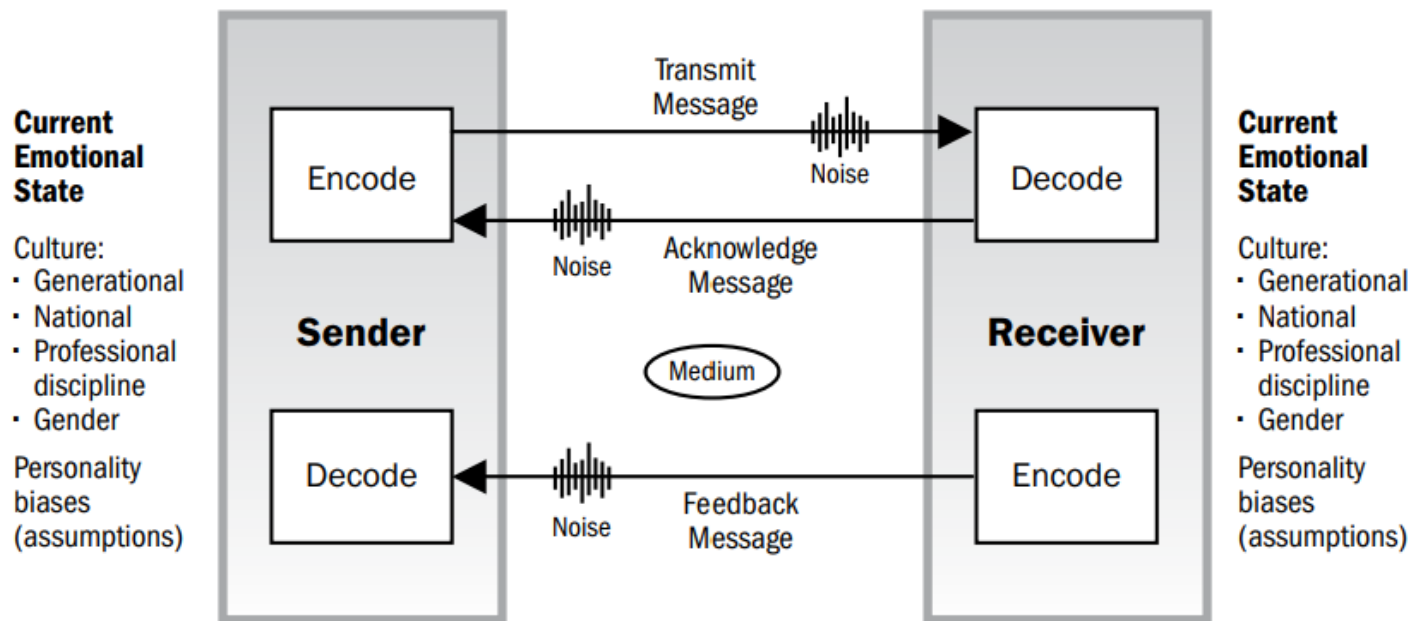 Current
Emotional
State
Culture:
· Generational
· National
· Professional
discipline
· Gender
Personality
biases
(assumptions)
Encode
Sender
Decode
Transmit
Message
Noise
Noise
Acknowledge
Message
Medium
Noise
Feedback
Message
Decode
Receiver
Encode
Current
Emotional
State
Culture:
· Generational
· National
· Professional
discipline
· Gender
Personality
biases
(assumptions)